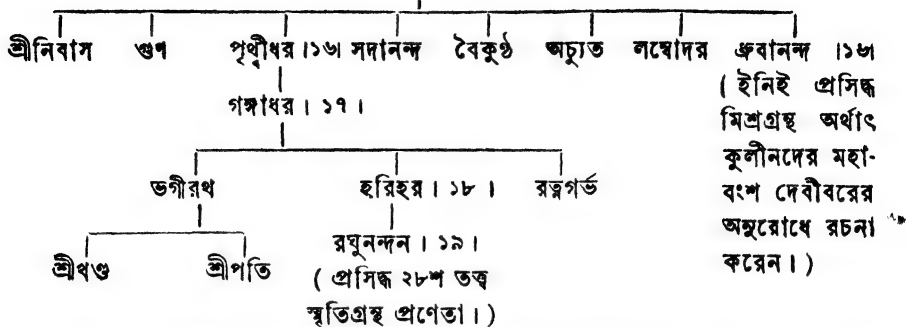 শ্রীনিবাস গুণ পৃথ্বীধর।১৬। সদানন্দ বৈকুণ্ঠ অচ্যুত লম্বোদর ধ্রুবানন্দ ।১৬।
( ইনিই প্রসিদ্ধ
মিশ্রগ্রন্থ অর্থাৎ
কুলীনদের মহা-
বংশ দেবীবরের
অনুরোধে রচনা
করেন। )
গঙ্গাধর। ১৭।
ভগীরথ হরিহর। ১৮। রত্নগর্ভ
শ্রীখণ্ড শ্রীপতি রঘুনন্দন। ১৯।
( প্রসিদ্ধ ২৮শ তত্ত্ব
স্মৃতিগ্রন্থ প্রণেতা। )